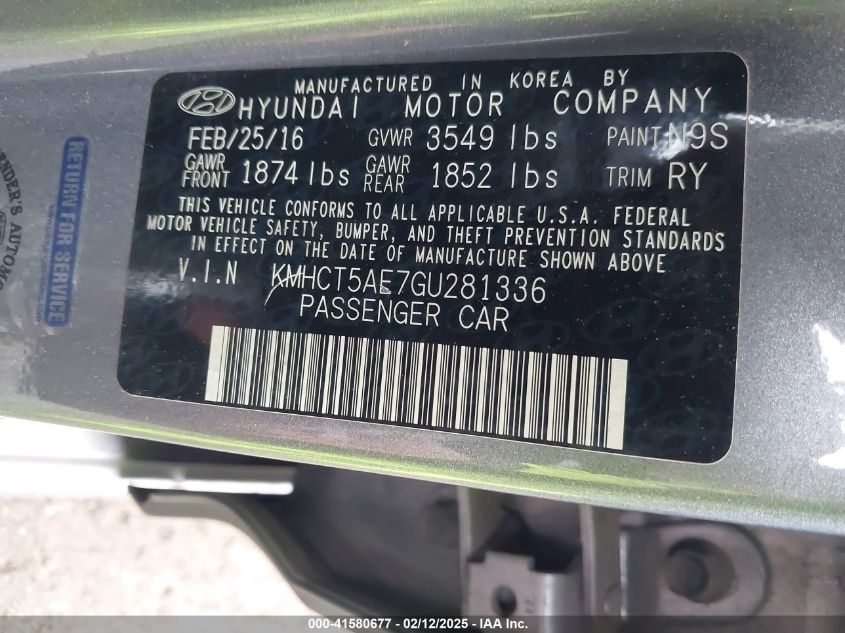 MANUFACTURED IN KOREA BY
HYUNDAI MOTOR COMPANY
FEB/25/16 GVWR 3549 lbs PAINT N9S
GAWR FRONT 1874 lbs GAWR REAR 1852 lbs TRIM RY
THIS VEHICLE CONFORMS TO ALL APPLICABLE U.S.A. FEDERAL
MOTOR VEHICLE SAFETY, BUMPER, AND THEFT PREVENTION STANDARDS
IN EFFECT ON THE DATE OF MANUFACTURE SHOWN ABOVE
V.I.N KMHCT5AE7GU281336
PASSENGER CAR
RETURN FOR SERVICE
000-41580677 - 02/12/2025 - IAA Inc.